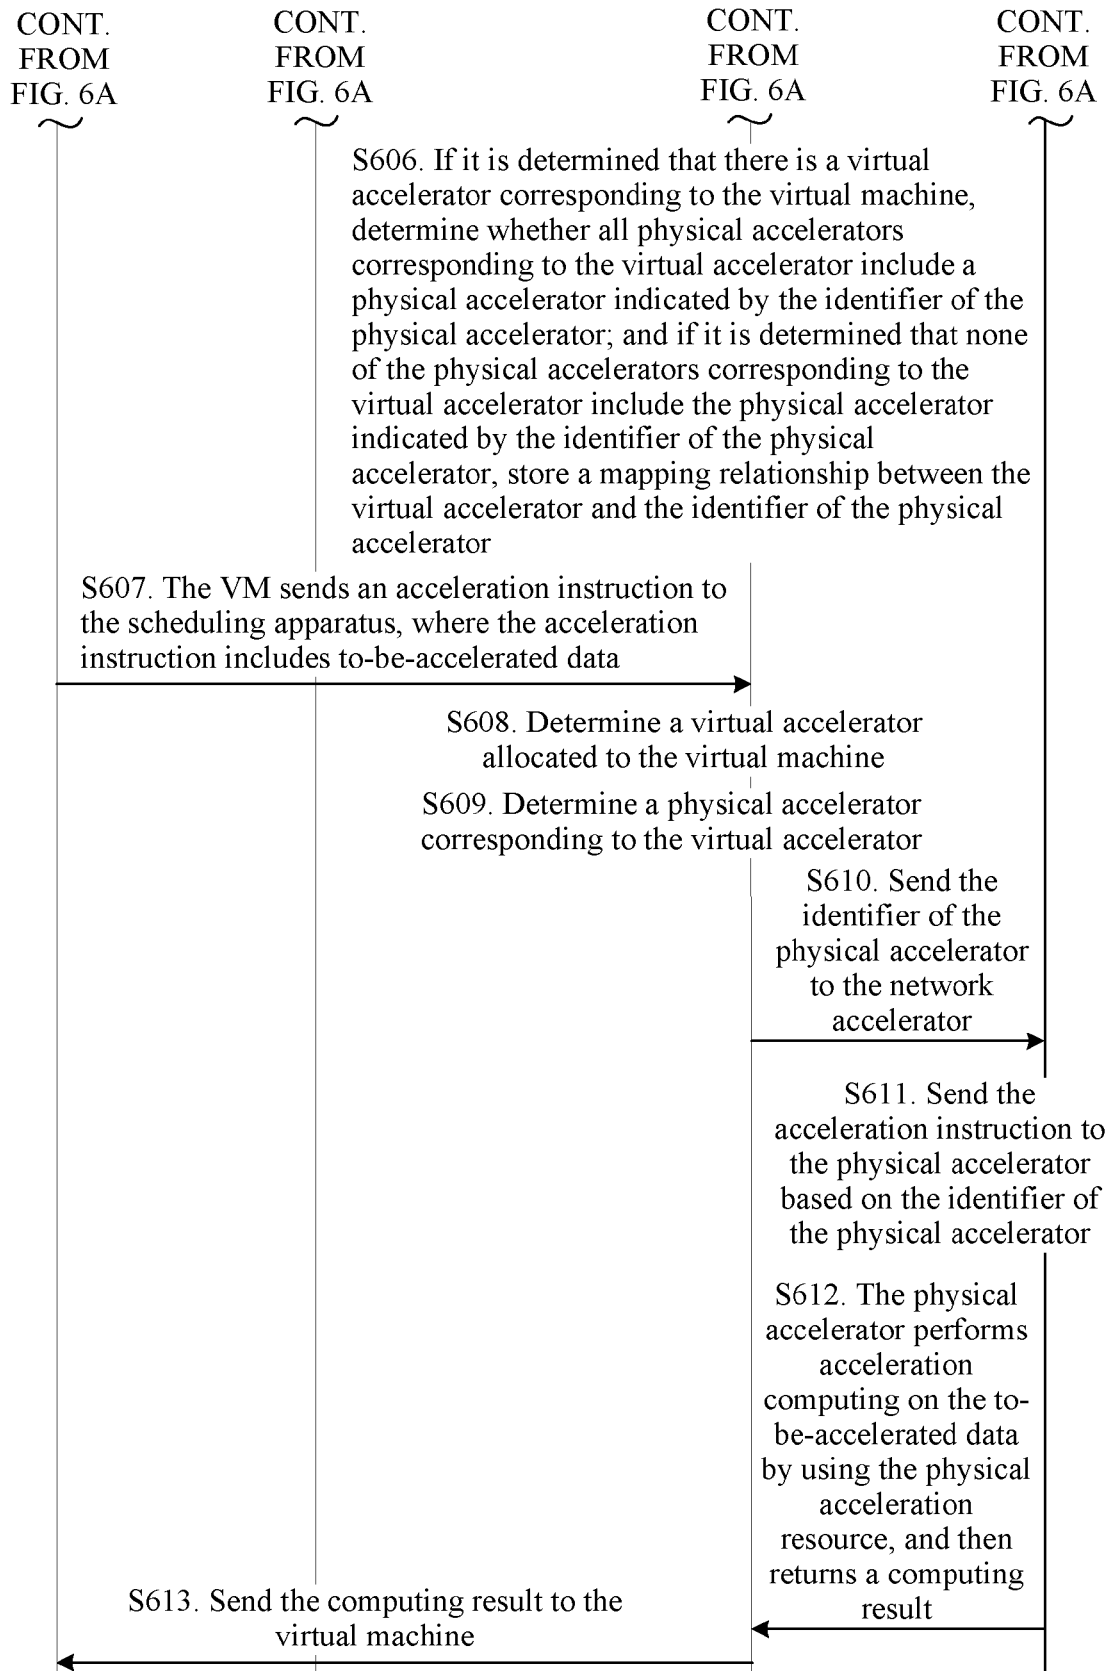 CONT.
FROM
FIG. 6A
CONT.
FROM
FIG. 6A
CONT.
FROM
FIG. 6A
CONT.
FROM
FIG. 6A
S606. If it is determined that there is a virtual
accelerator corresponding to the virtual machine,
determine whether all physical accelerators
corresponding to the virtual accelerator include a
physical accelerator indicated by the identifier of the
physical accelerator; and if it is determined that none
of the physical accelerators corresponding to the
virtual accelerator include the physical accelerator
indicated by the identifier of the physical
accelerator, store a mapping relationship between the
virtual accelerator and the identifier of the physical
accelerator
S607. The VM sends an acceleration instruction to
the scheduling apparatus, where the acceleration
instruction includes to-be-accelerated data
S608. Determine a virtual accelerator
allocated to the virtual machine
S609. Determine a physical accelerator
corresponding to the virtual accelerator
S610. Send the
identifier of the
physical accelerator
to the network
accelerator
S611. Send the
acceleration instruction to
the physical accelerator
based on the identifier of
the physical accelerator
S612. The physical
accelerator performs
acceleration
computing on the to-
be-accelerated data
by using the physical
acceleration
resource, and then
returns a computing
result
S613. Send the computing result to the
virtual machine